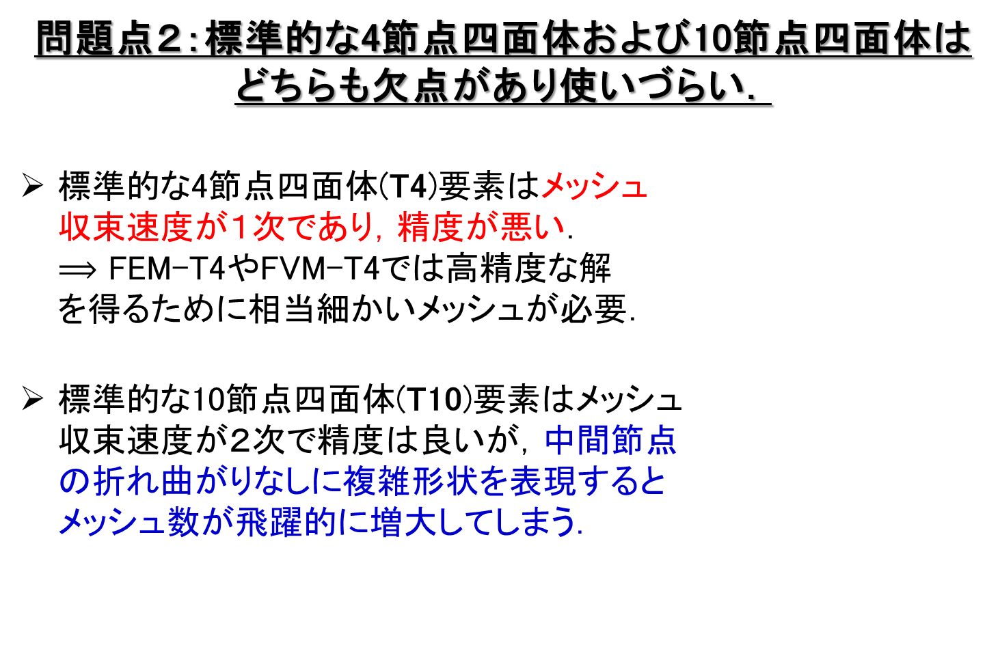 問題点２：標準的な4節点四面体および10節点四面体は
どちらも欠点があり使いづらい．
➢ 標準的な4節点四面体(T4)要素はメッシュ
収束速度が１次であり，精度が悪い．
⟹ FEM-T4やFVM-T4では高精度な解
を得るために相当細かいメッシュが必要．
➢ 標準的な10節点四面体(T10)要素はメッシュ
収束速度が２次で精度は良いが，中間節点
の折れ曲がりなしに複雑形状を表現すると
メッシュ数が飛躍的に増大してしまう．